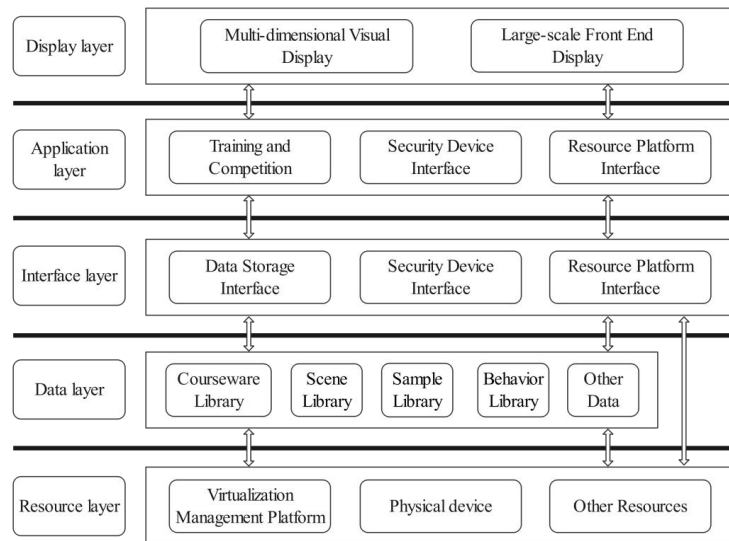 Display layer
Multi-dimensional Visual
Display
Large-scale Front End
Display
Application
layer
Training and
Competition
Security Device
Interface
Resource Platform
Interface
Interface layer
Data Storage
Interface
Security Device
Interface
Resource Platform
Interface
Data layer
Courseware
Library
Scene
Library
Sample
Library
Behavior
Library
Other
Data
Resource layer
Virtualization
Management Platform
Physical device
Other Resources